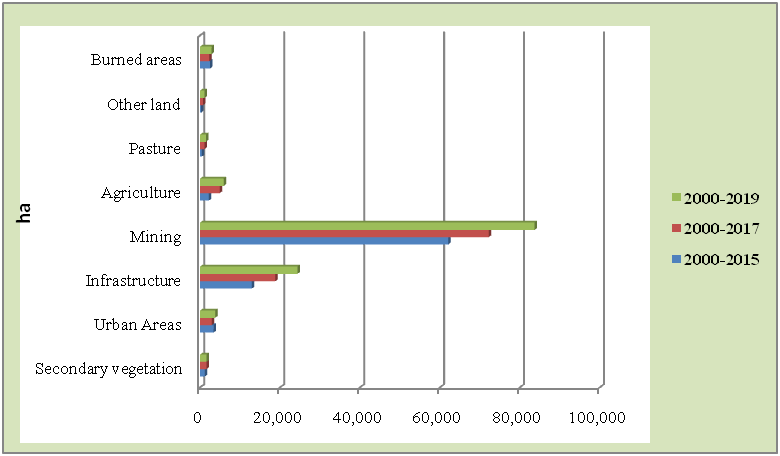 Burned areas
Other land
Pasture
Agriculture
Mining
Infrastructure
Urban Areas
Secondary vegetation
ha
0 20,000 40,000 60,000 80,000 100,000
2000-2019
2000-2017
2000-2015